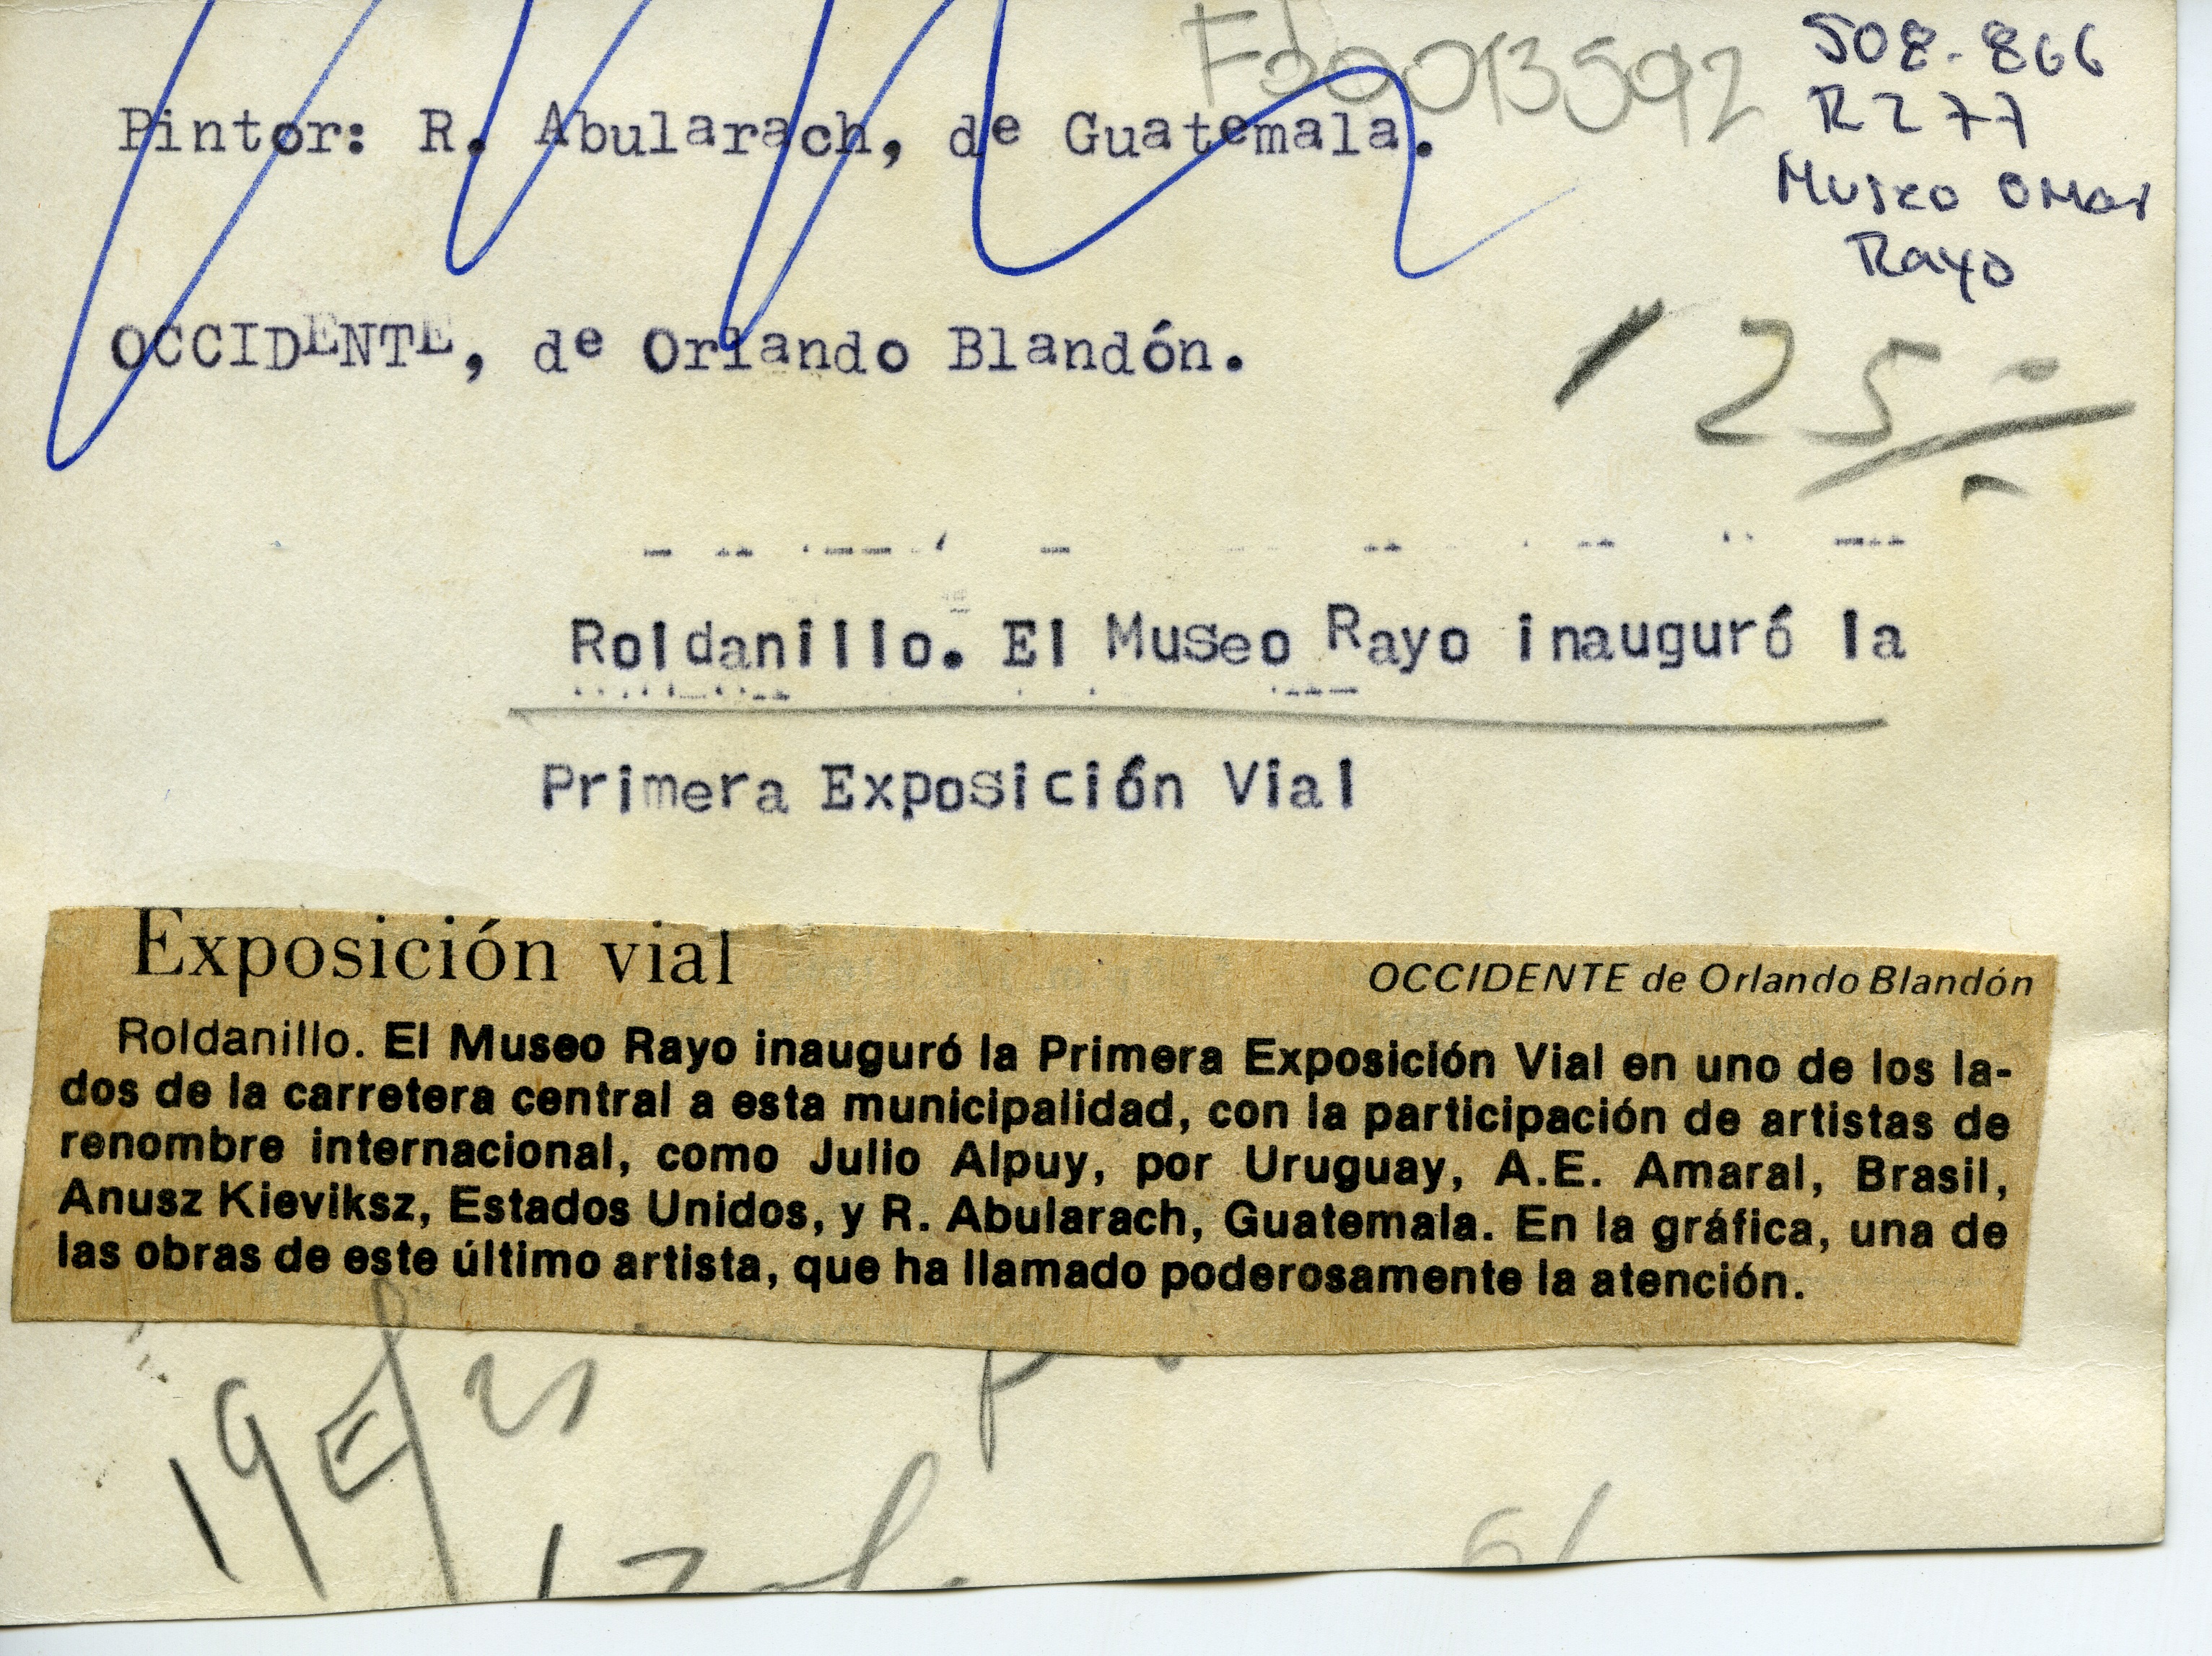 Fd0013592
508-866
R277
Museo Omar
Rayo
Pintor: R. Abularach, de Guatemala.
OCCIDENTE, de Orlando Blandón.
25
Roldanillo. El Museo Rayo inauguró la
Primera Exposición Vial
Exposición vial
OCCIDENTE de Orlando Blandón
Roldanillo. El Museo Rayo inauguró la Primera Exposición Vial en uno de los la-
dos de la carretera central a esta municipalidad, con la participación de artistas de
renombre internacional, como Julio Alpuy, por Uruguay, A.E. Amaral, Brasil,
Anusz Kieviksz, Estados Unidos, y R. Abularach, Guatemala. En la gráfica, una de
las obras de este último artista, que ha llamado poderosamente la atención.